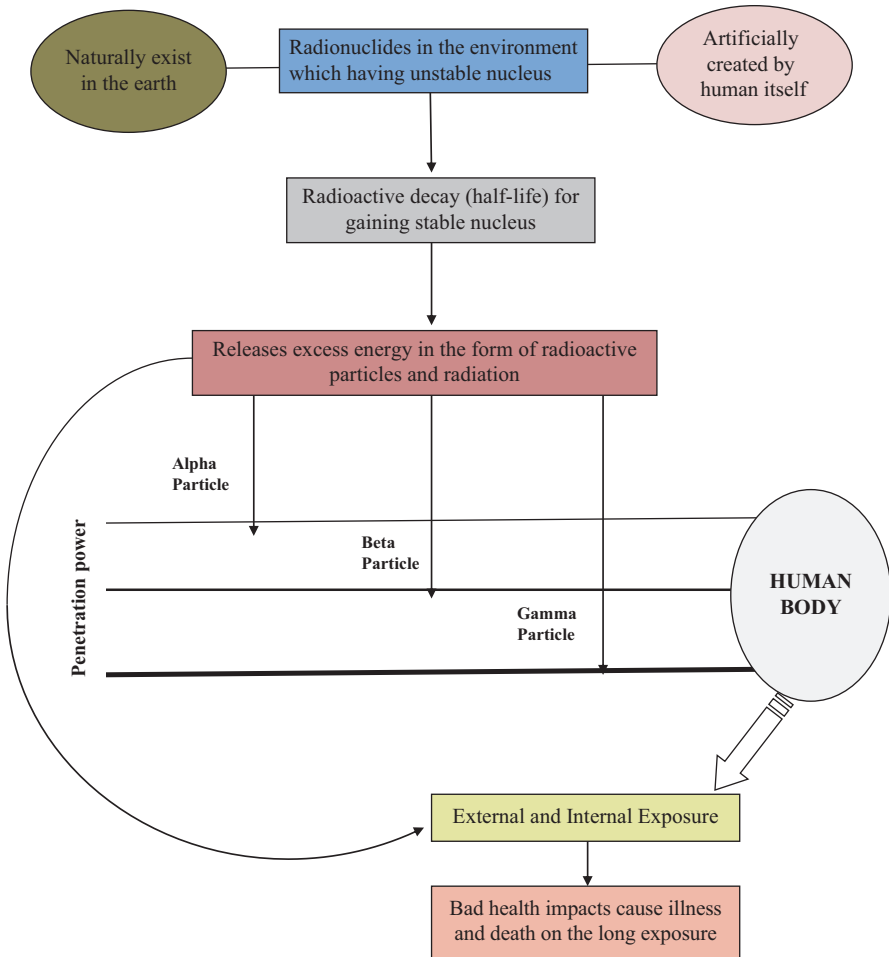 Naturally exist
in the earth
Radionuclides in the environment
which having unstable nucleus
Artificially
created by
human itself
Radioactive decay (half-life) for
gaining stable nucleus
Releases excess energy in the form of radioactive
particles and radiation
Alpha
Particle
Beta
Particle
Gamma
Particle
Penetration power
HUMAN
BODY
External and Internal Exposure
Bad health impacts cause illness
and death on the long exposure